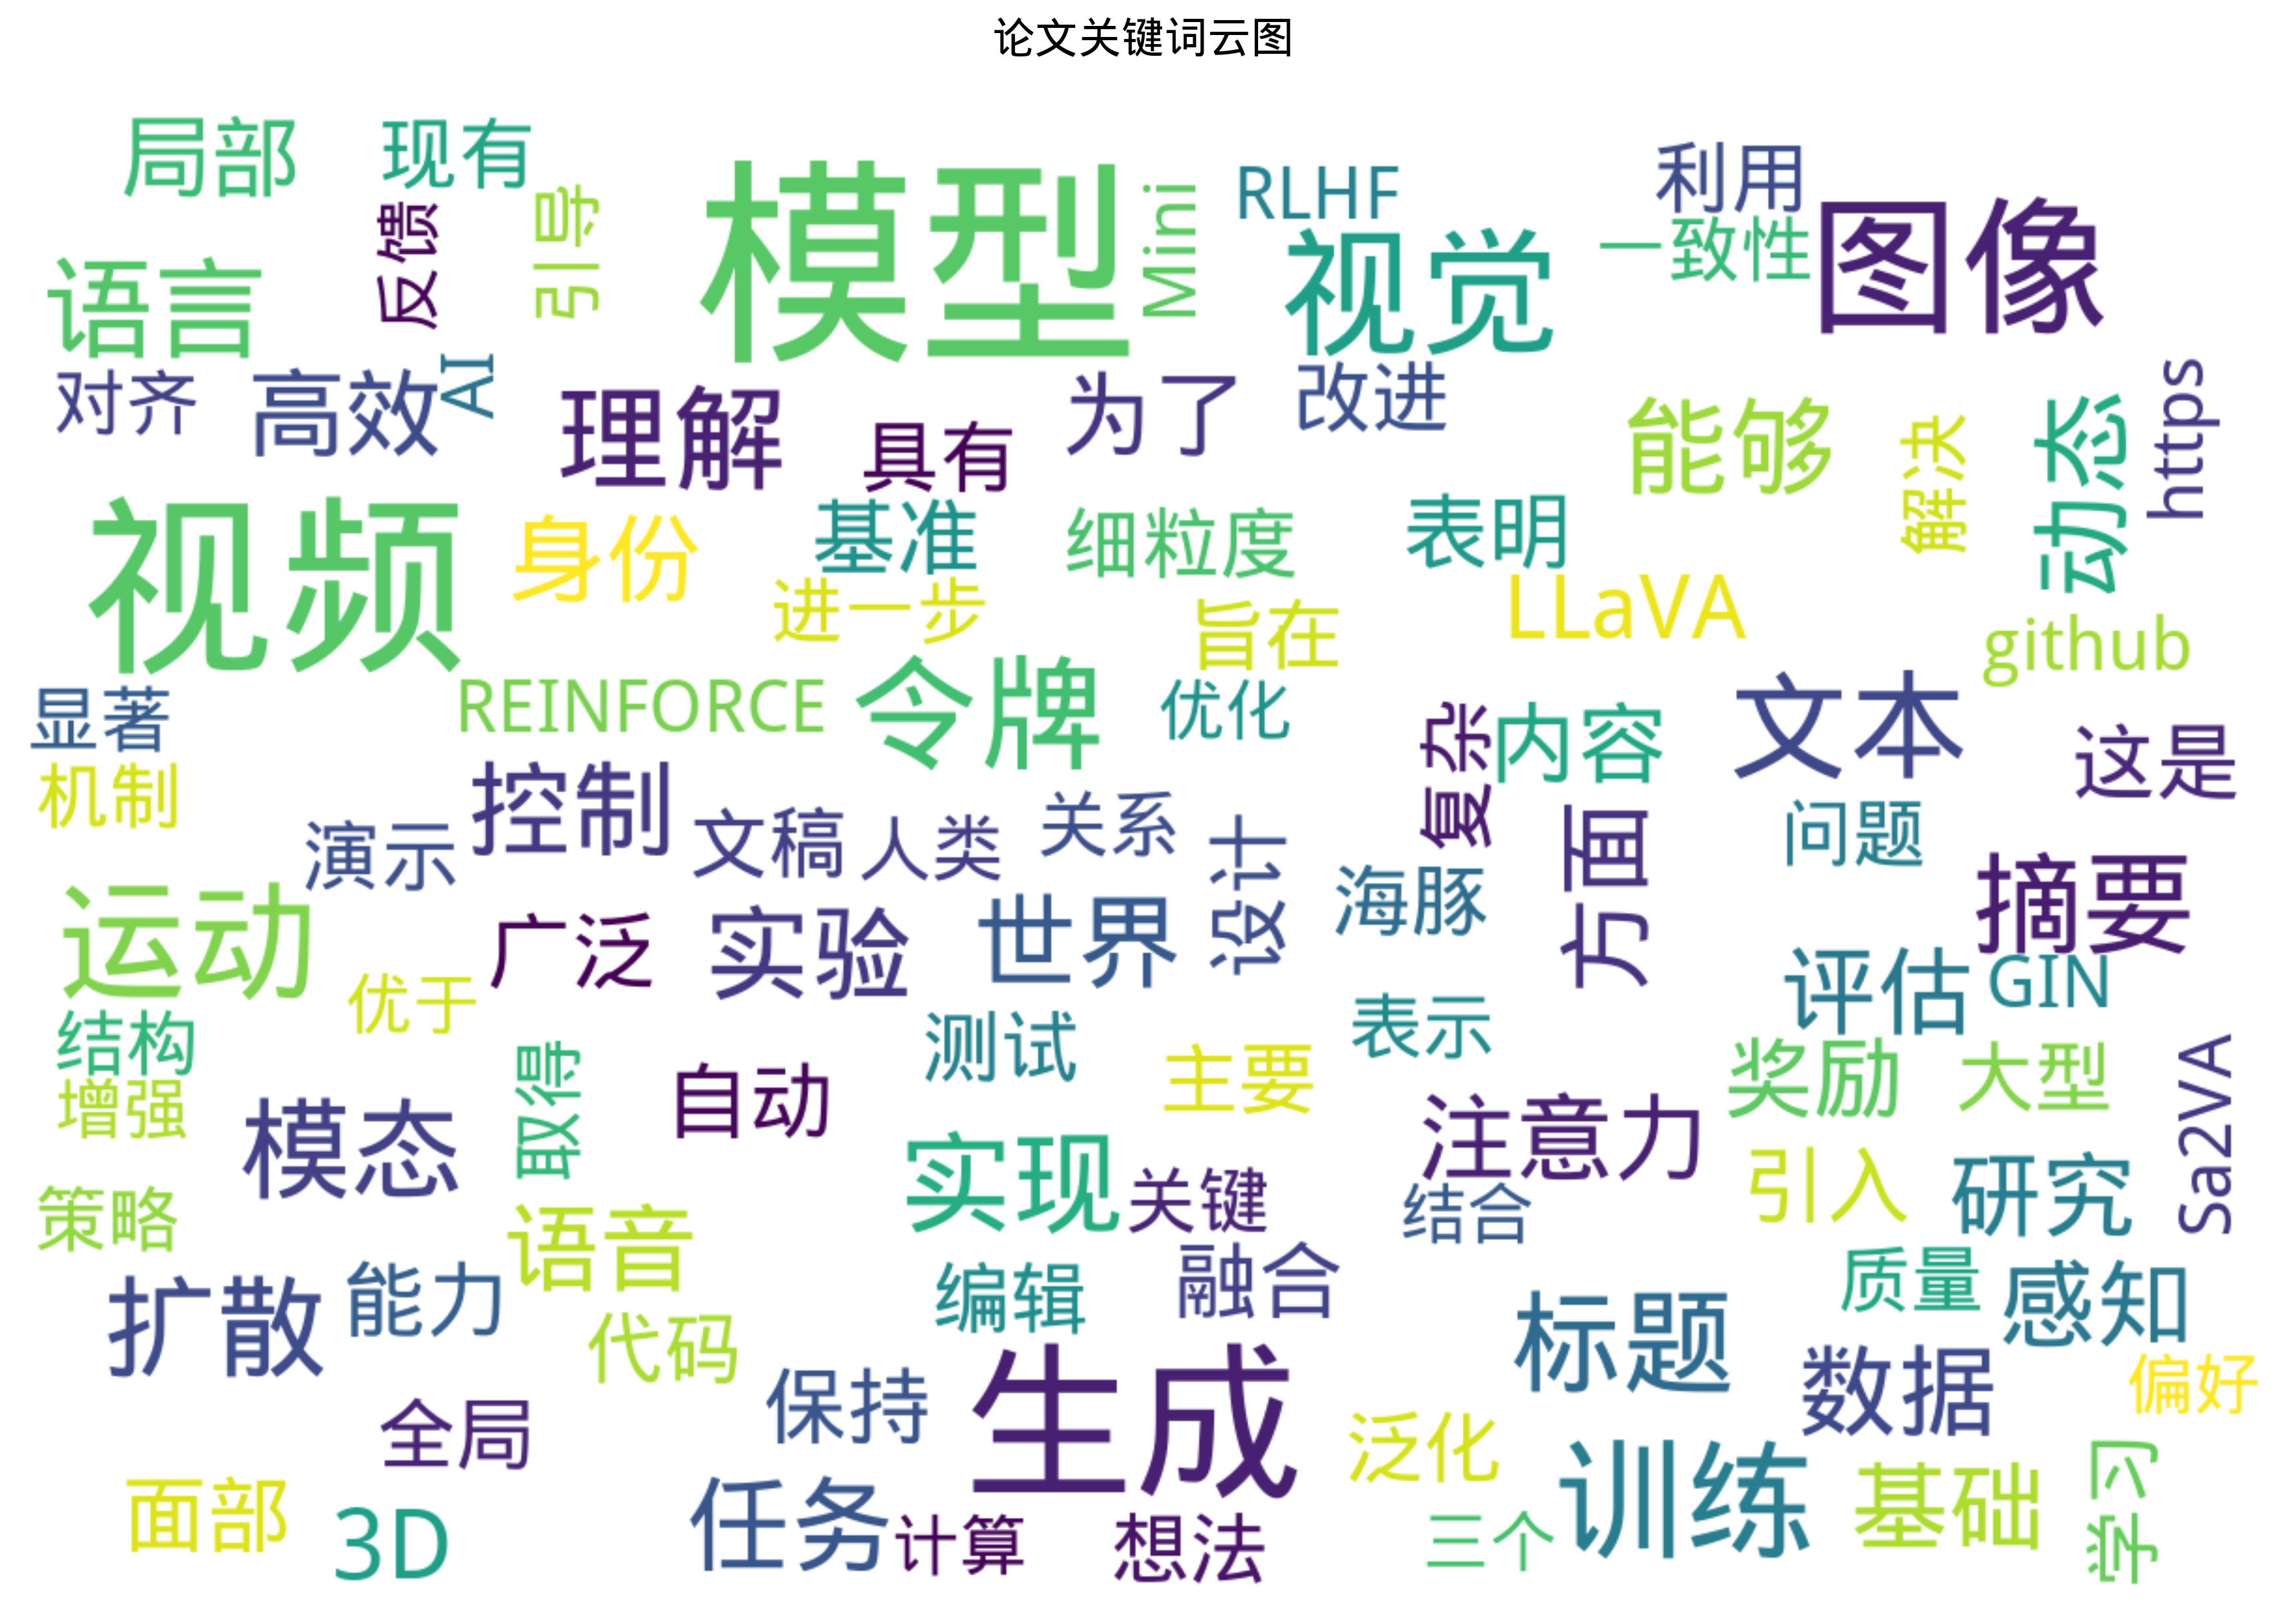 论文关键词云图
局部
现有
模型
Mini
RLHF
利用
一致性
图像
反馈
引导
视觉
语言
对齐
高效
AI
理解
具有
为了
改进
能够
解决
动态
https
视频
身份
基准
细粒度
表明
进一步
旨在
LLaVA
github
显著
REINFORCE
令牌
优化
复杂
内容
文本
这是
机制
演示
控制
文稿
人类
关系
设计
海豚
方面
问题
摘要
运动
广泛
实验
世界
优于
评估
GIN
结构
测试
表示
增强
取得
自动
主要
奖励
大型
Sa2VA
模态
注意力
策略
语音
实现
关键
结合
引入
研究
扩散
能力
编辑
融合
质量
感知
代码
标题
全局
保持
生成
数据
偏好
泛化
面部
3D
任务
计算
想法
三个
训练
基础
学习